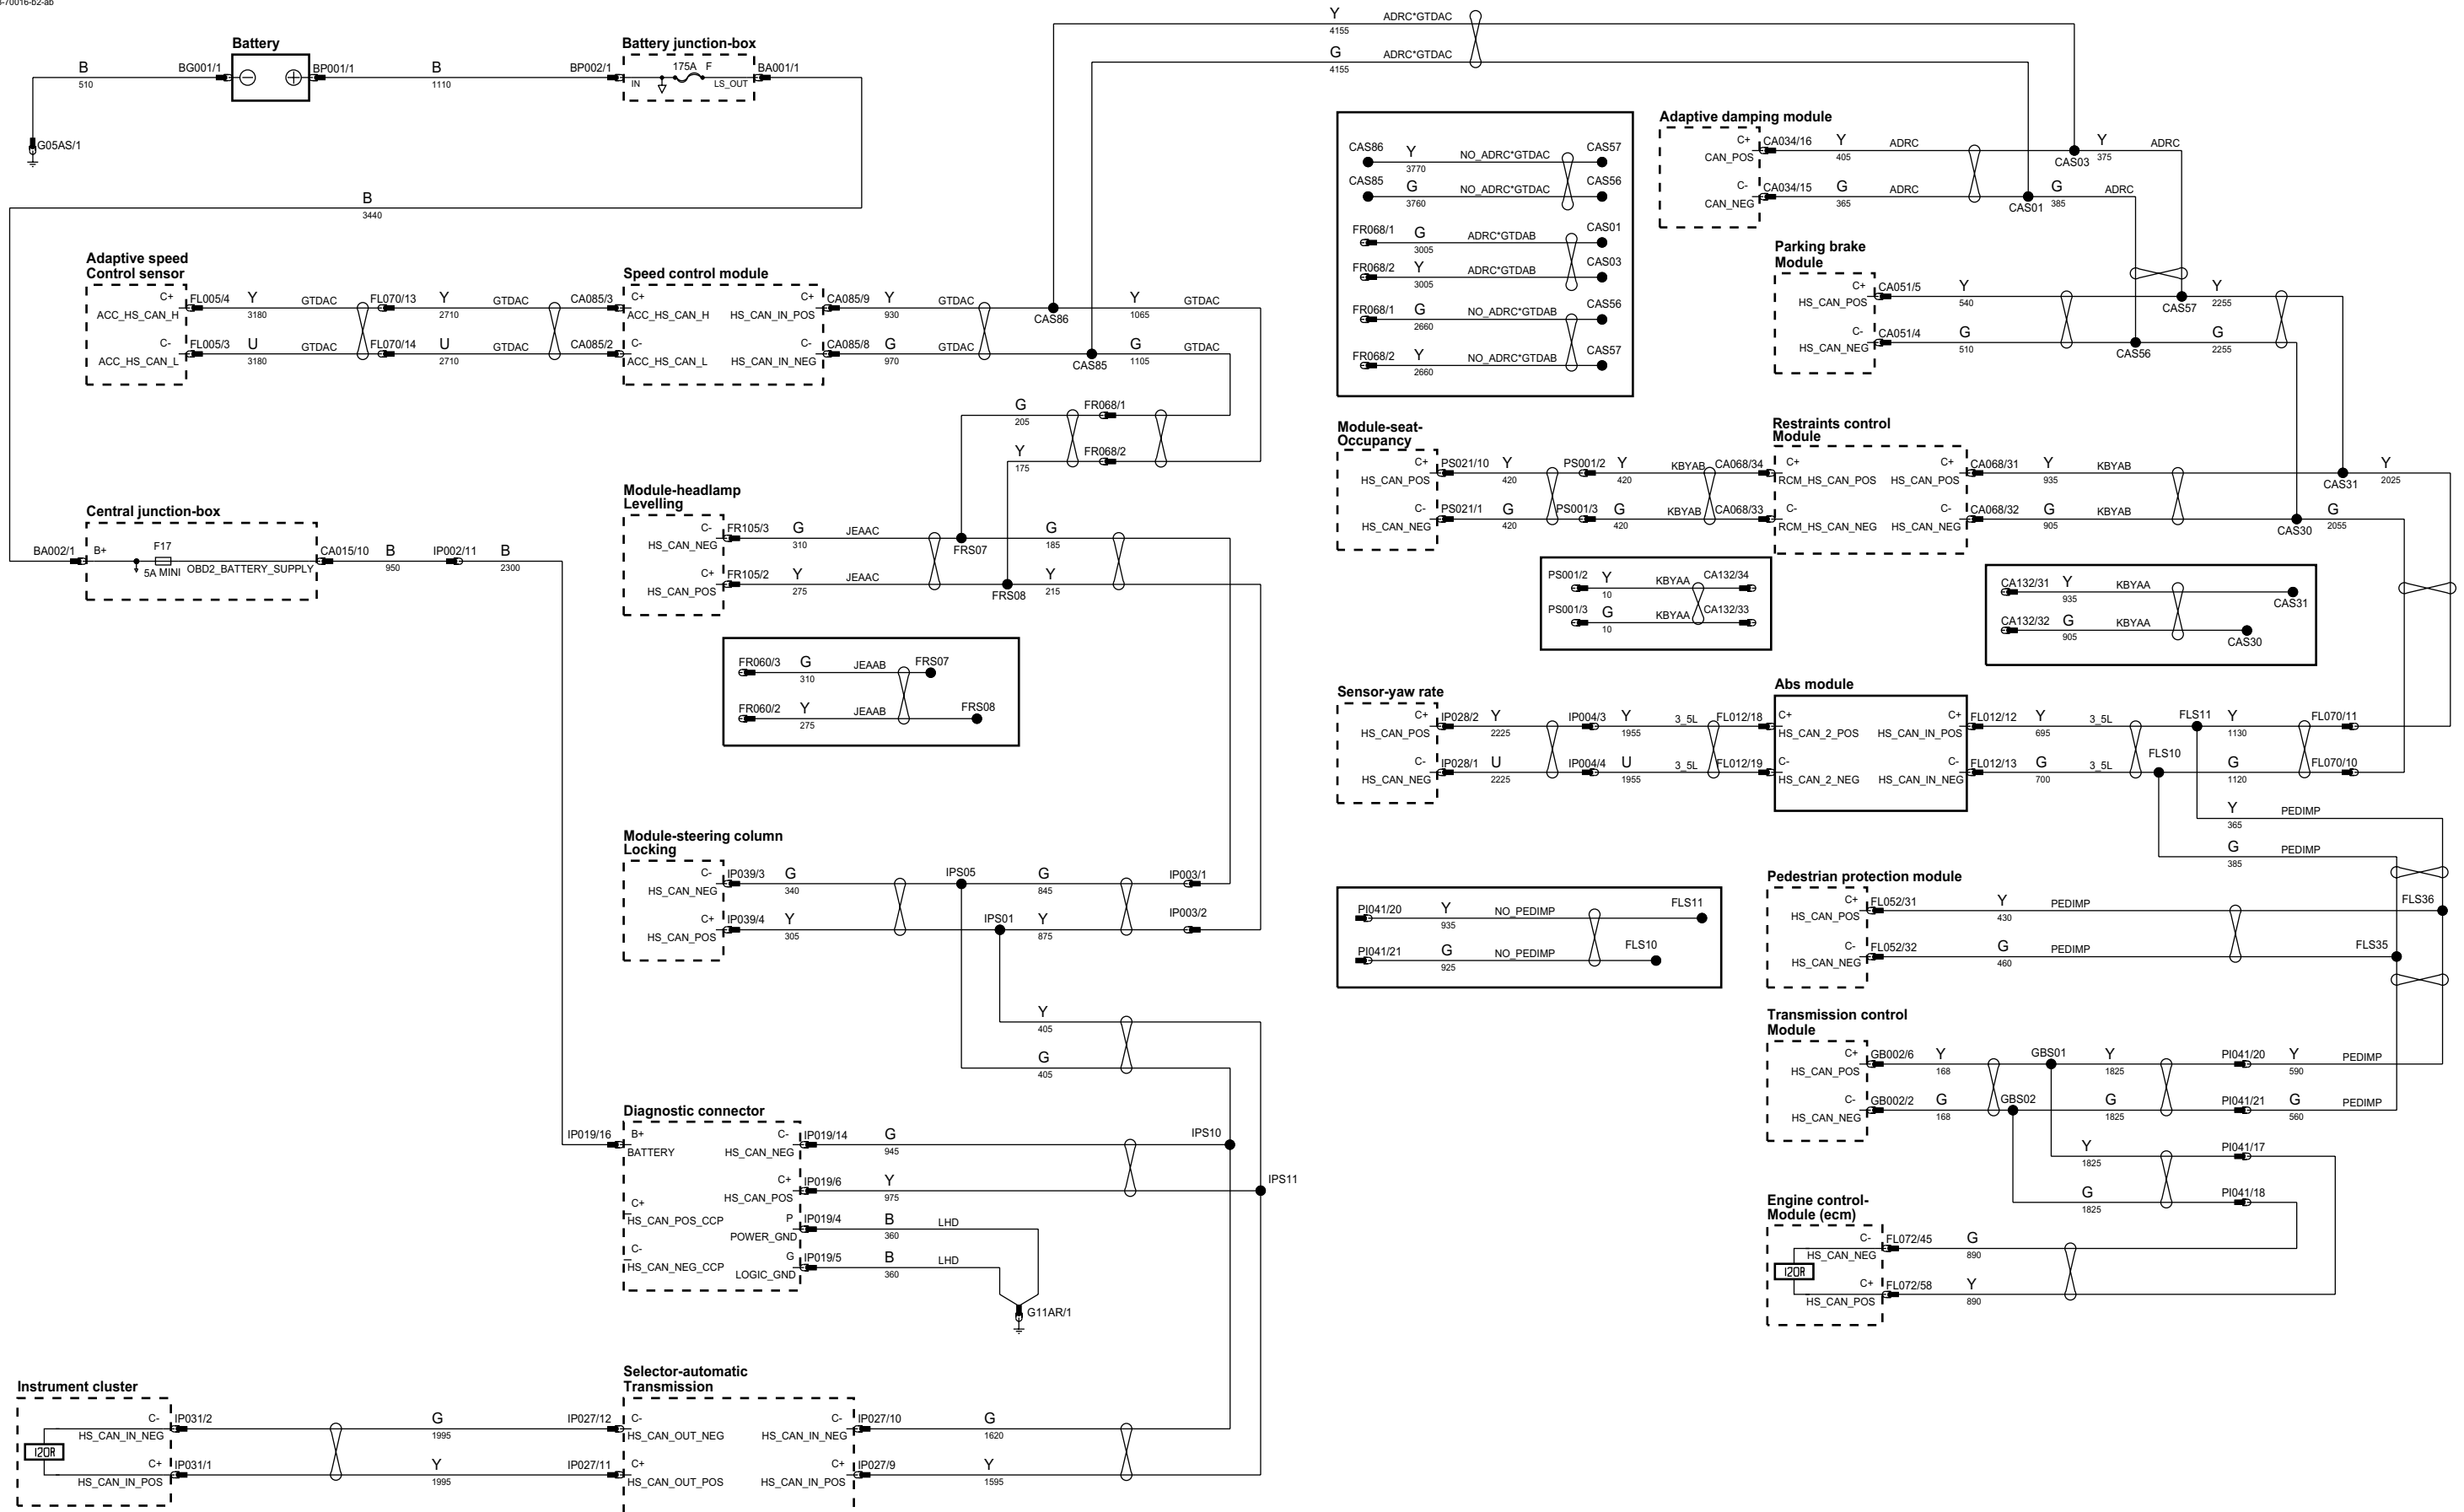 -70016-b2-ab
Battery
B
510
BG001/1
BP001/1
B
1110
G05AS/1
Battery junction-box
BP002/1
175A F
IN
LS_OUT
BA001/1
B
3440
Y
4155
ADRC*GTDAC
G
4155
ADRC*GTDAC
Adaptive speed
Control sensor
C+
ACC_HS_CAN_H
C-
ACC_HS_CAN_L
FL005/4
Y
3180
GTDAC
FL070/13
Y
2710
GTDAC
CA085/3
FL005/3
U
3180
GTDAC
FL070/14
U
2710
GTDAC
CA085/2
Speed control module
C+
ACC_HS_CAN_H
C+
HS_CAN_IN_POS
C-
ACC_HS_CAN_L
C-
HS_CAN_IN_NEG
CA085/9
Y
930
GTDAC
CAS86
Y
1065
GTDAC
CA085/8
G
970
GTDAC
CAS85
G
1105
GTDAC
G
205
FR068/1
Y
175
FR068/2
CAS86
Y
3770
NO_ADRC*GTDAC
CAS57
CAS85
G
3760
NO_ADRC*GTDAC
CAS56
FR068/1
G
3005
ADRC*GTDAB
CAS01
FR068/2
Y
3005
ADRC*GTDAB
CAS03
FR068/1
G
2660
NO_ADRC*GTDAB
CAS56
FR068/2
Y
2660
NO_ADRC*GTDAB
CAS57
Adaptive damping module
C+
CAN_POS
C-
CAN_NEG
CA034/16
Y
405
ADRC
CAS03
Y
375
ADRC
CA034/15
G
365
ADRC
CAS01
G
385
ADRC
Parking brake
Module
C+
HS_CAN_POS
C-
HS_CAN_NEG
CA051/5
Y
540
CAS57
Y
2255
CA051/4
G
510
CAS56
G
2255
Module-seat-
Occupancy
C+
HS_CAN_POS
C-
HS_CAN_NEG
PS021/10
Y
420
PS001/2
Y
420
KBYAB
CA068/34
PS021/1
G
420
PS001/3
G
420
KBYAB
CA068/33
Restraints control
Module
C+
RCM_HS_CAN_POS
C+
HS_CAN_POS
C-
RCM_HS_CAN_NEG
C-
HS_CAN_NEG
CA068/31
Y
935
KBYAB
CAS31
Y
2025
CA068/32
G
905
KBYAB
CAS30
G
2055
PS001/2
Y
10
KBYAA
CA132/34
PS001/3
G
10
KBYAA
CA132/33
CA132/31
Y
935
KBYAA
CAS31
CA132/32
G
905
KBYAA
CAS30
Central junction-box
BA002/1
B+
F17
5A MINI
OBD2_BATTERY_SUPPLY
CA015/10
B
950
IP002/11
B
2300
Module-headlamp
Levelling
C-
HS_CAN_NEG
C+
HS_CAN_POS
FR105/3
G
310
JEAAC
FRS07
G
185
FR105/2
Y
275
JEAAC
FRS08
Y
215
FR060/3
G
310
JEAAB
FRS07
FR060/2
Y
275
JEAAB
FRS08
Sensor-yaw rate
C+
HS_CAN_POS
C-
HS_CAN_NEG
IP028/2
Y
2225
IP004/3
Y
1955
3_5L
FL012/18
IP028/1
U
2225
IP004/4
U
1955
3_5L
FL012/19
Abs module
C+
HS_CAN_2_POS
C+
HS_CAN_IN_POS
C-
HS_CAN_2_NEG
C-
HS_CAN_IN_NEG
FL012/12
Y
695
3_5L
FLS11
Y
1130
FL070/11
FL012/13
G
700
3_5L
FLS10
G
1120
FL070/10
Y
365
PEDIMP
G
385
PEDIMP
Module-steering column
Locking
C-
HS_CAN_NEG
C+
HS_CAN_POS
IP039/3
G
340
IPS05
G
845
IP003/1
IP039/4
Y
305
IPS01
Y
875
IP003/2
Y
405
G
405
PI041/20
Y
935
NO_PEDIMP
FLS11
PI041/21
G
925
NO_PEDIMP
FLS10
Pedestrian protection module
C+
HS_CAN_POS
C-
HS_CAN_NEG
FL052/31
Y
430
PEDIMP
FLS36
FL052/32
G
460
PEDIMP
FLS35
Transmission control
Module
C+
HS_CAN_POS
C-
HS_CAN_NEG
GB002/6
Y
168
GBS01
Y
1825
PI041/20
Y
590
PEDIMP
GB002/2
G
168
GBS02
G
1825
PI041/21
G
560
PEDIMP
Y
1825
PI041/17
G
1825
PI041/18
Engine control-
Module (ecm)
C-
HS_CAN_NEG
120R
C+
HS_CAN_POS
FL072/45
G
890
FL072/58
Y
890
Diagnostic connector
IP019/16
B+
BATTERY
C-
HS_CAN_NEG
C+
HS_CAN_POS
C+
HS_CAN_POS_CCP
P
POWER_GND
C-
HS_CAN_NEG_CCP
G
LOGIC_GND
IP019/14
G
945
IPS10
IP019/6
Y
975
IPS11
IP019/4
B
360
LHD
IP019/5
B
360
LHD
G11AR/1
Instrument cluster
C-
HS_CAN_IN_NEG
120R
C+
HS_CAN_IN_POS
IP031/2
G
1995
IP027/12
IP031/1
Y
1995
IP027/11
Selector-automatic
Transmission
C-
HS_CAN_OUT_NEG
C-
HS_CAN_IN_NEG
C+
HS_CAN_OUT_POS
C+
HS_CAN_IN_POS
IP027/10
G
1620
IP027/9
Y
1595